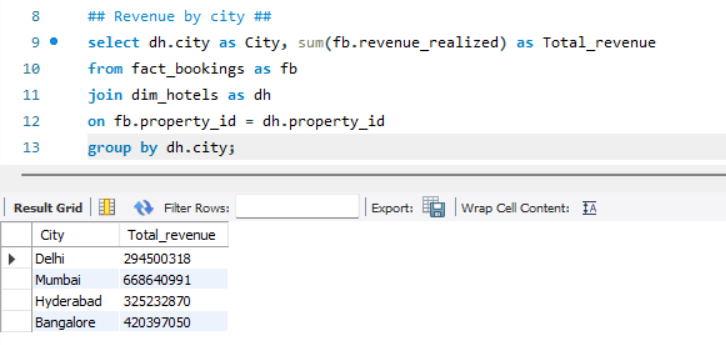 8 ## Revenue by city ##
9 select dh.city as City, sum(fb.revenue_realized) as Total_revenue
10 from fact_bookings as fb
11 join dim_hotels as dh
12 on fb.property_id = dh.property_id
13 group by dh.city;
Result Grid Filter Rows: Export: Wrap Cell Content: IA
City Total_revenue
Delhi 294500318
Mumbai 668640991
Hyderabad 325232870
Bangalore 420397050